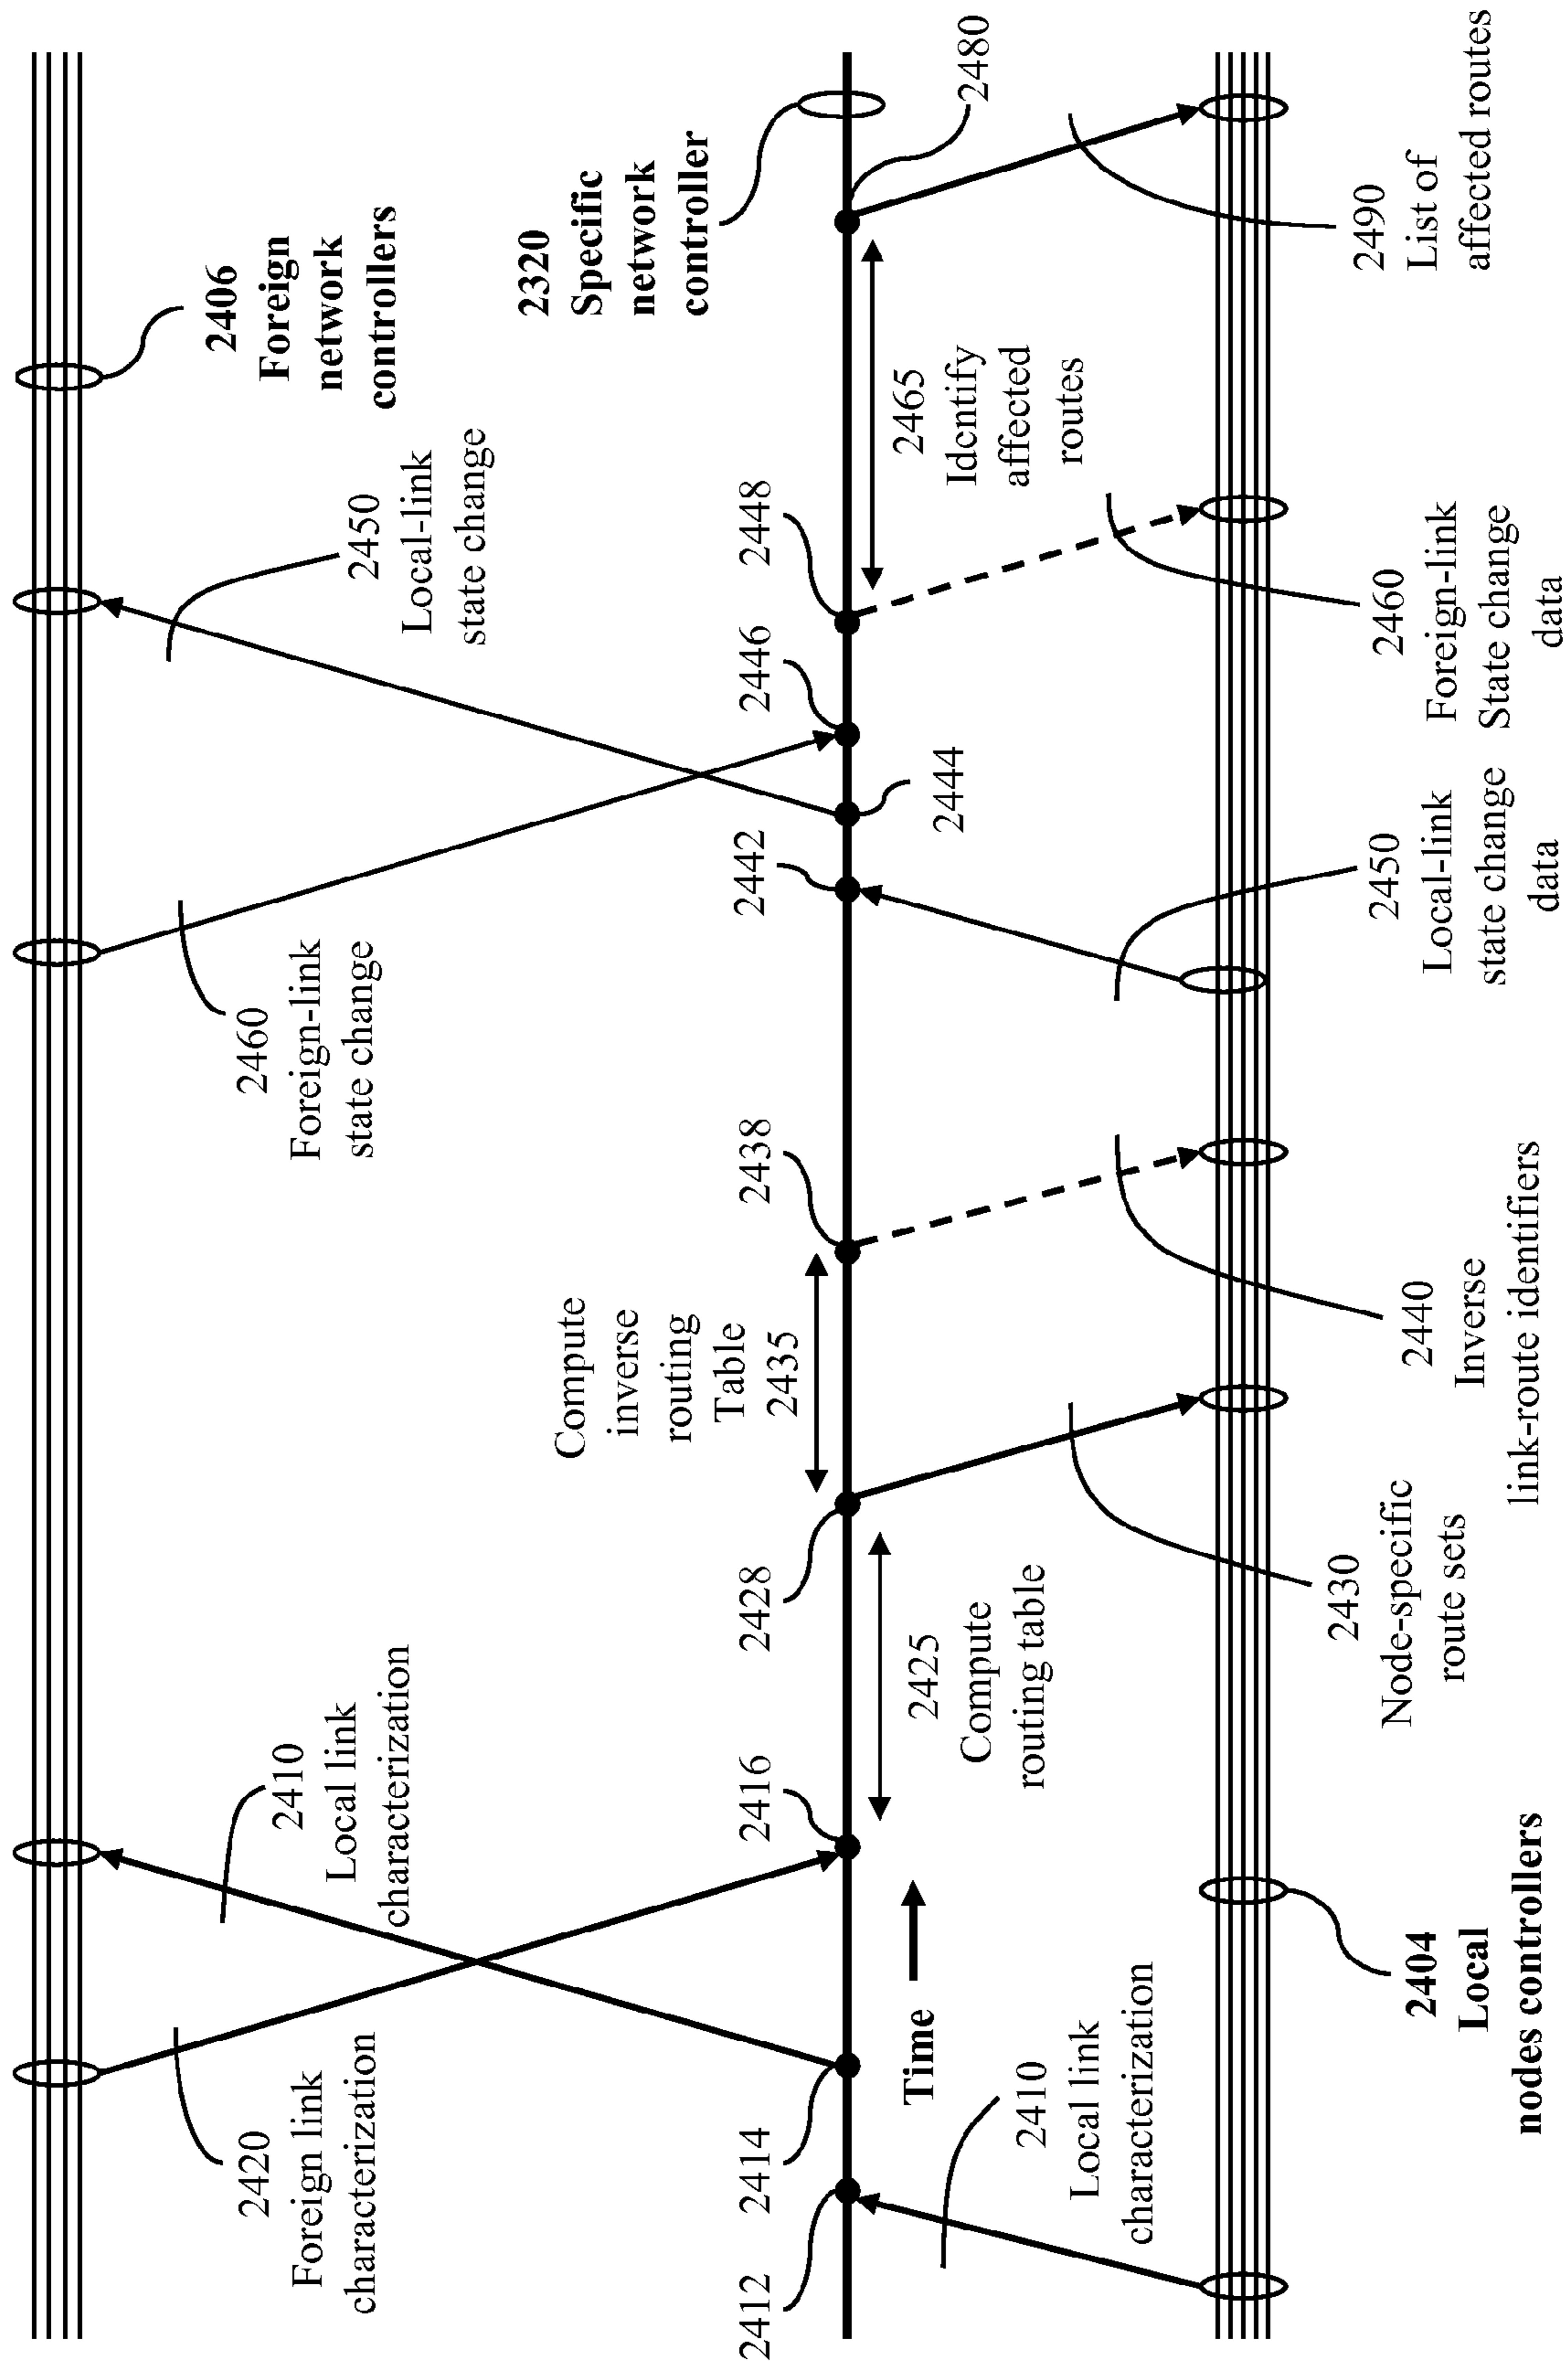 2406
Foreign
network
controllers
2420
Foreign link
characterization
2410
Local link
characterization
2460
Foreign-link
state change
2450
Local-link
state change
2320
Specific
network
controller
2412
2414
2416
2428
Compute
inverse
routing
Table
2435
2438
2442
2446
2448
Time
2425
Compute
routing table
2444
2465
Identify
affected
routes
2480
2410
Local link
characterization
2404
Local
nodes controllers
2430
Node-specific
route sets
2440
Inverse
link-route identifiers
2450
Local-link
state change
data
2460
Foreign-link
State change
data
2490
List of
affected routes